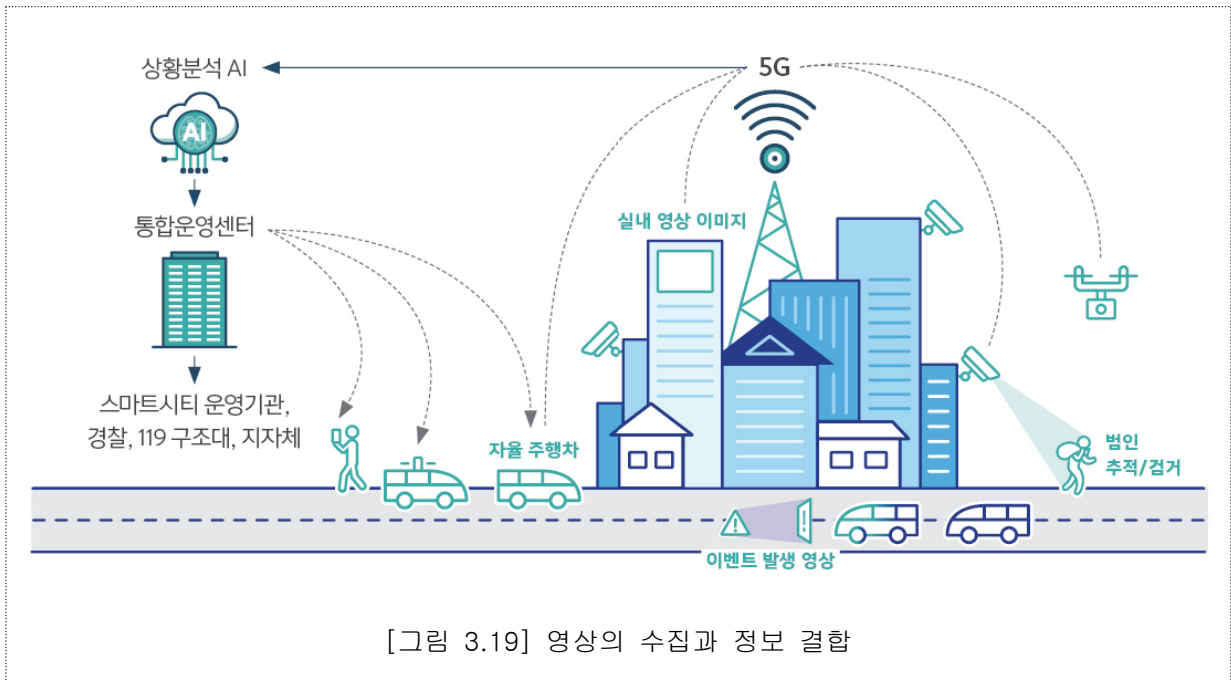 상황분석 AI
5G
AI
통합운영센터
실내 영상 이미지
스마트시티 운영기관,
경찰, 119 구조대, 지자체
자율 주행차
범인
추적/검거
이벤트 발생 영상
[그림 3.19] 영상의 수집과 정보 결합